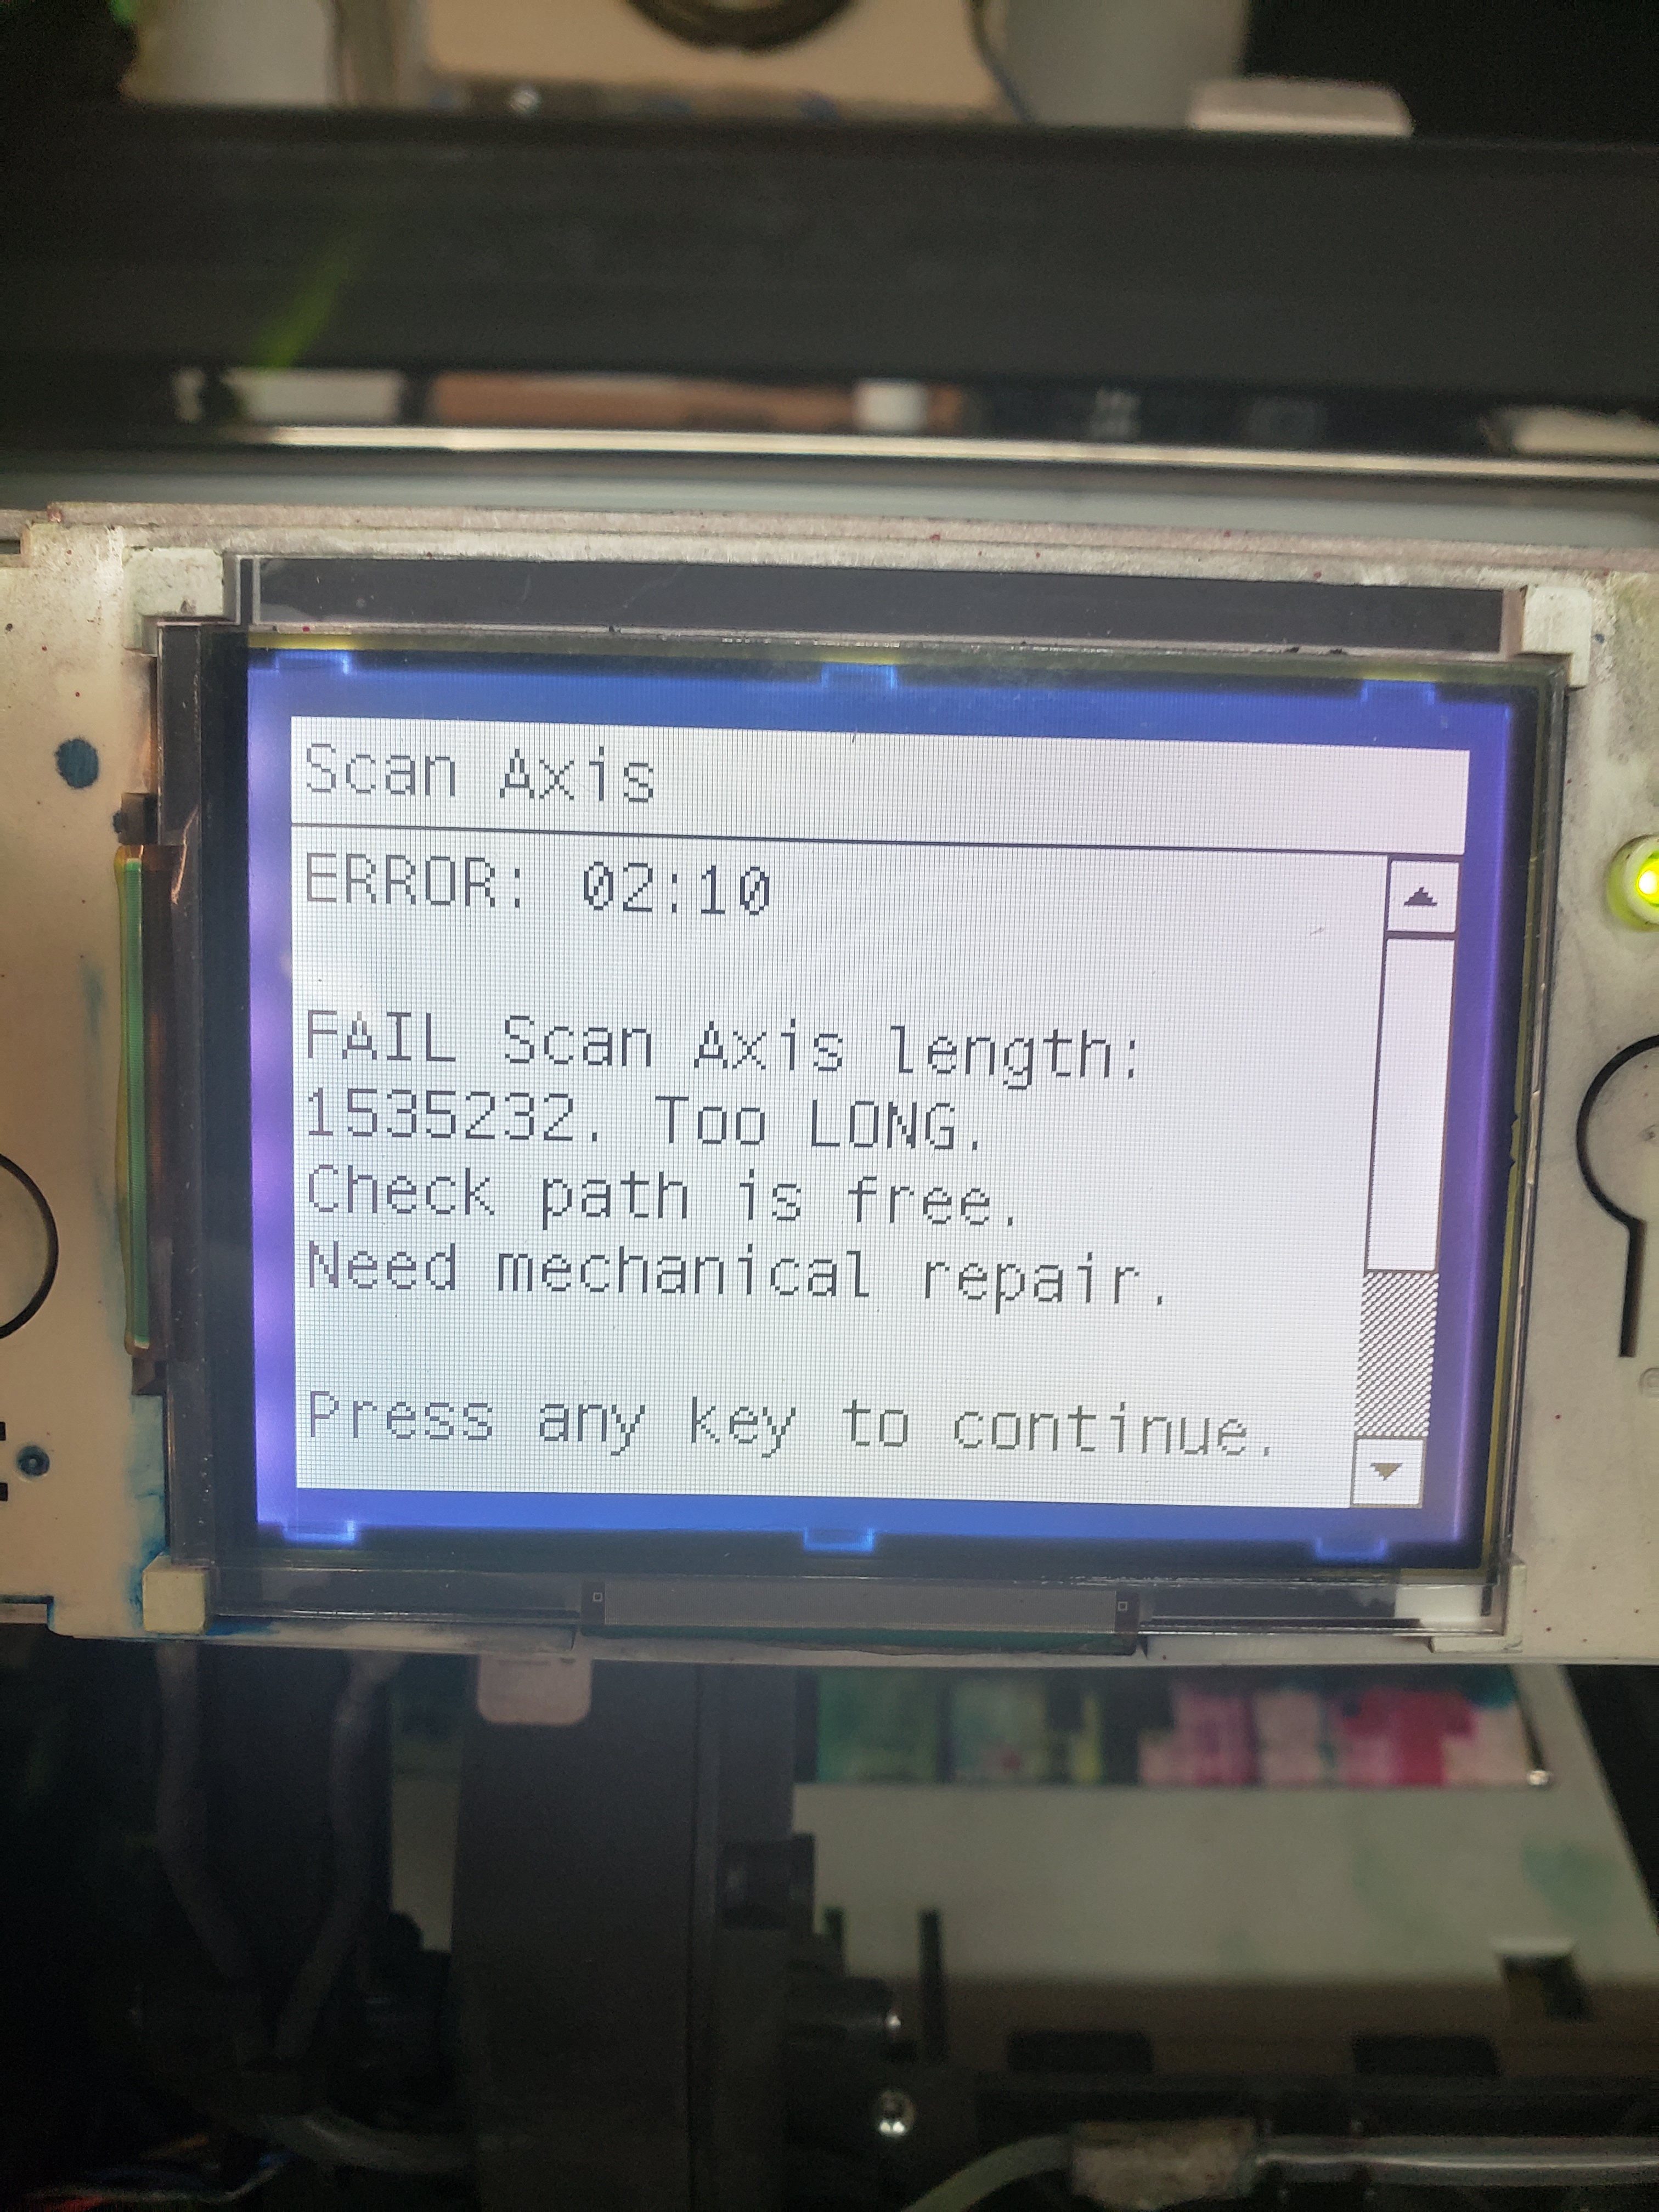 Scan Axis
ERROR: 02:10
FAIL Scan Axis length:
1535232. Too LONG.
Check path is free.
Need mechanical repair.
Press any key to continue.